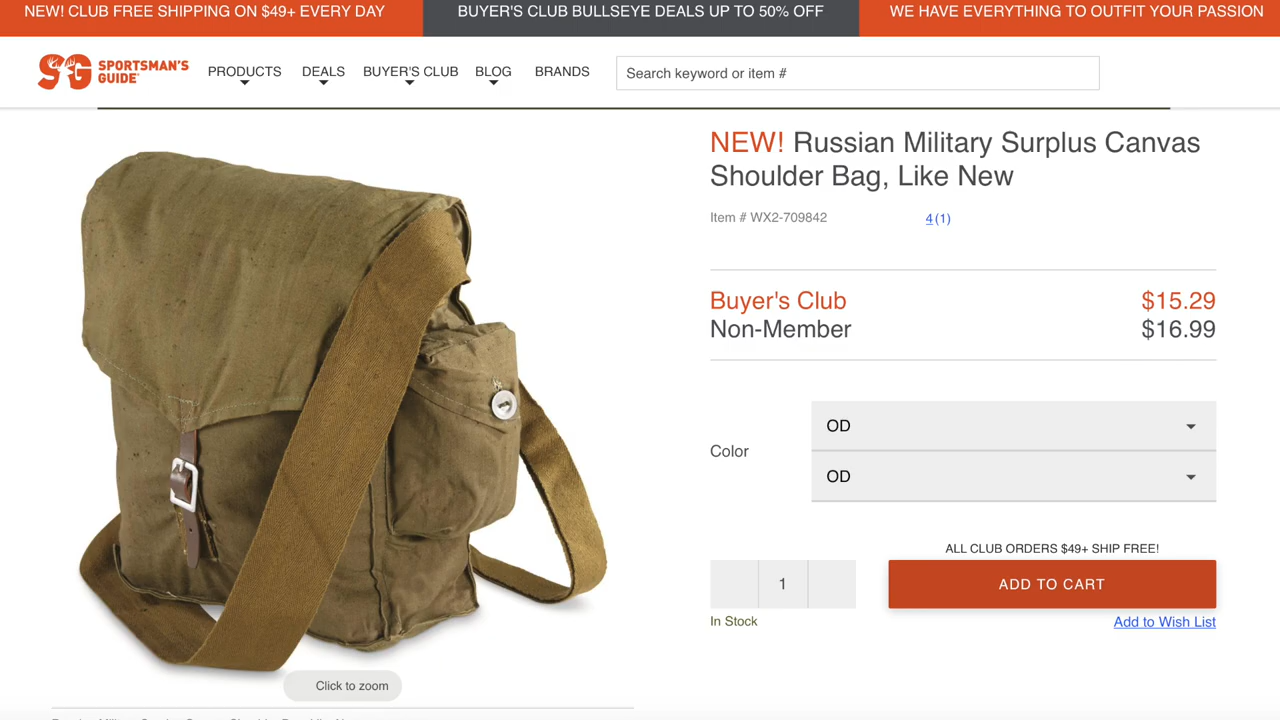 NEW! CLUB FREE SHIPPING ON $49+ EVERY DAY
BUYER'S CLUB BULLSEYE DEALS UP TO 50% OFF
WE HAVE EVERYTHING TO OUTFIT YOUR PASSION
SG SPORTSMAN'S GUIDE
PRODUCTS
DEALS
BUYER'S CLUB
BLOG
BRANDS
Search keyword or item #
NEW! Russian Military Surplus Canvas
Shoulder Bag, Like New
Item # WX2-709842
4 (1)
Buyer's Club $15.29
Non-Member $16.99
Color
OD
OD
ALL CLUB ORDERS $49+ SHIP FREE!
1
ADD TO CART
In Stock
Add to Wish List
Click to zoom